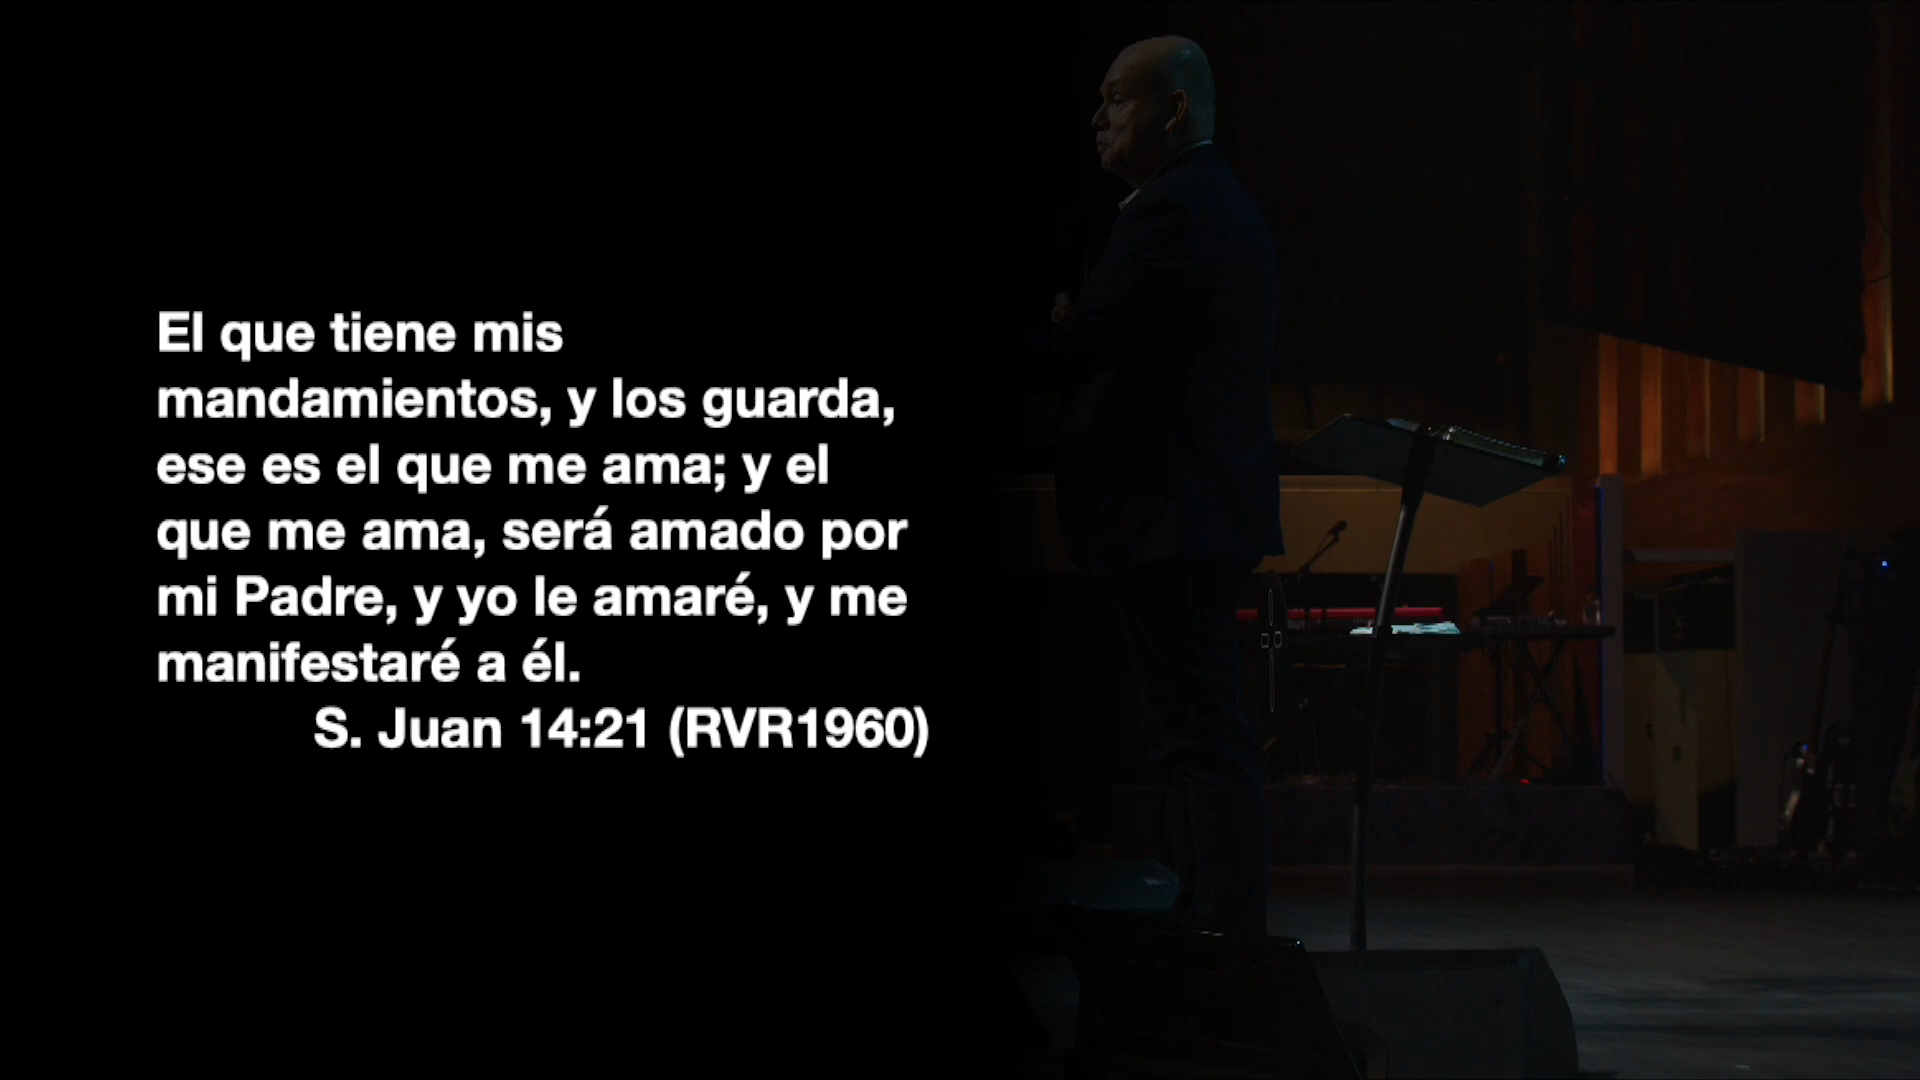 El que tiene mis
mandamientos, y los guarda,
ese es el que me ama; y el
que me ama, será amado por
mi Padre, y yo le amaré, y me
manifestaré a él.
S. Juan 14:21 (RVR1960)